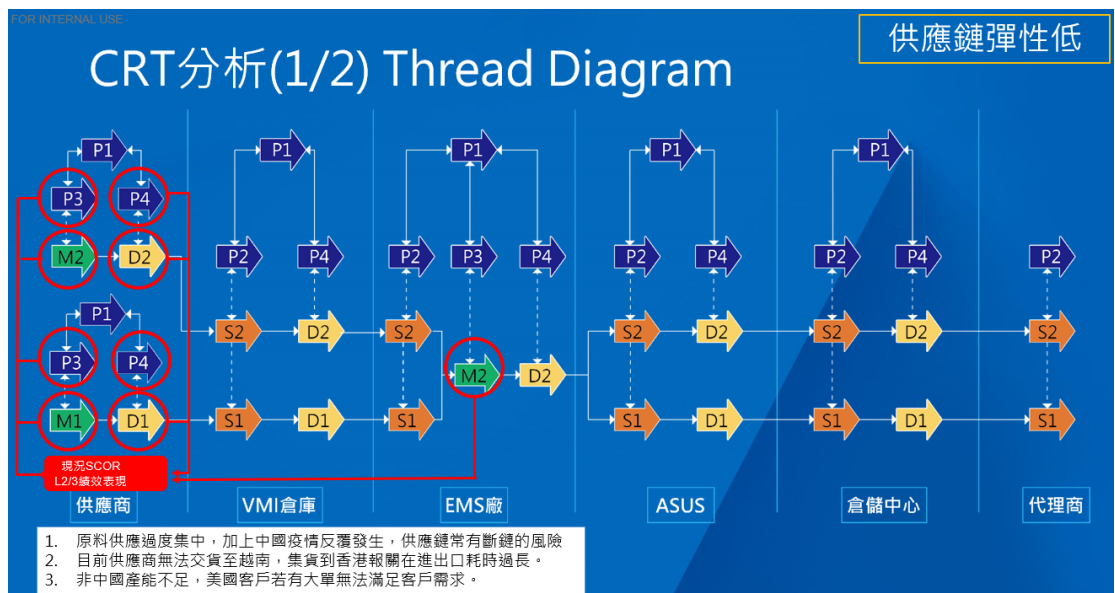 FOR INTERNAL USE
供應鏈彈性低
CRT分析(1/2) Thread Diagram
P1 P1 P1 P1 P1
P3 P4
P2 P4 P2 P3 P4 P2 P4 P2 P4 P2
M2 D2
P1
S2 D2 S2 S2 D2 S2 D2 S2
P3 P4
M2 D2
M1 D1 S1 D1 S1 S1 D1 S1 D1 S1
現況SCOR
L2/3績效表現
供應商 VMI倉庫 EMS廠 ASUS 倉儲中心 代理商
1. 原料供應過度集中，加上中國疫情反覆發生，供應鏈常有斷鏈的風險
2. 目前供應商無法交貨至越南，集貨到香港報關在進出口耗時過長。
3. 非中國產能不足，美國客戶若有大單無法滿足客戶需求。